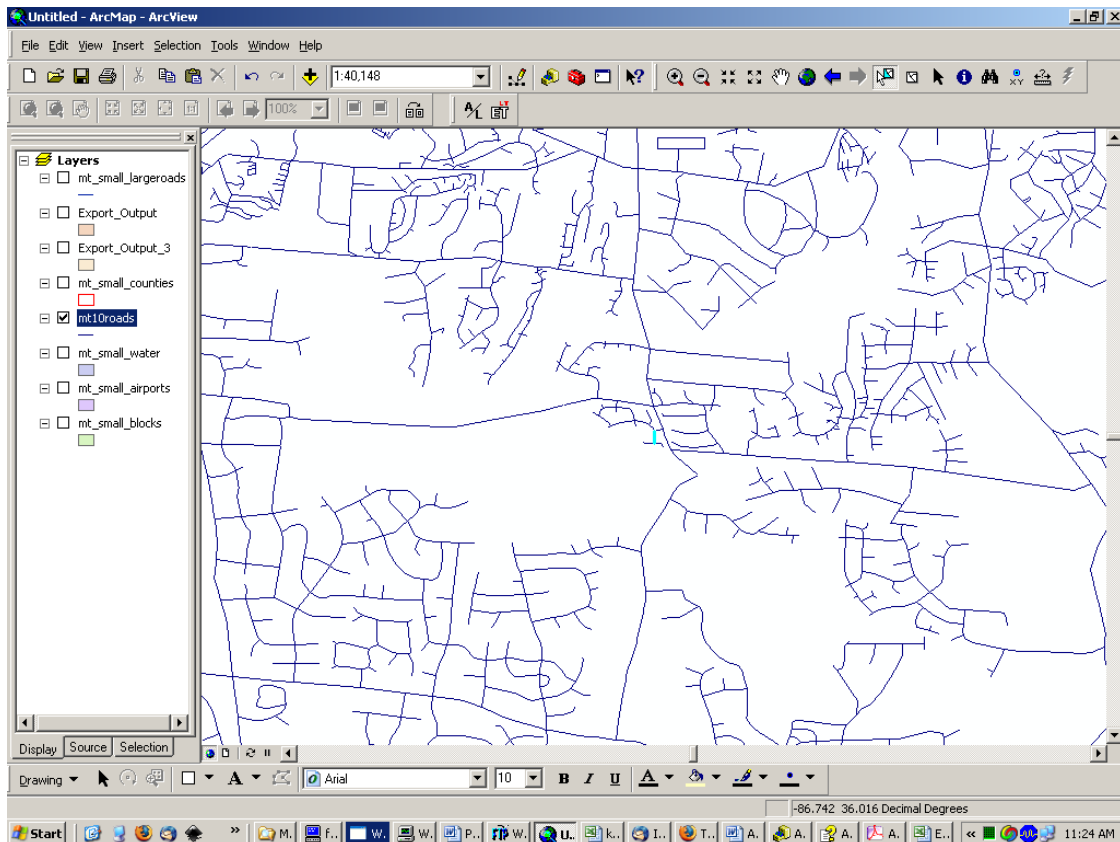 Untitled - ArcMap - ArcView
File Edit View Insert Selection Tools Window Help
1:40,148
100%
Layers
mt_small_largeroads
Export_Output
Export_Output_3
mt_small_counties
mt10roads
mt_small_water
mt_small_airports
mt_small_blocks
Display Source Selection
Drawing A Arial 10 B I U A
-86.742 36.016 Decimal Degrees
Start » M. f.. W. W. P.. W. U.. k.. I.. T.. A. A. A. A. E.. « 11:24 AM